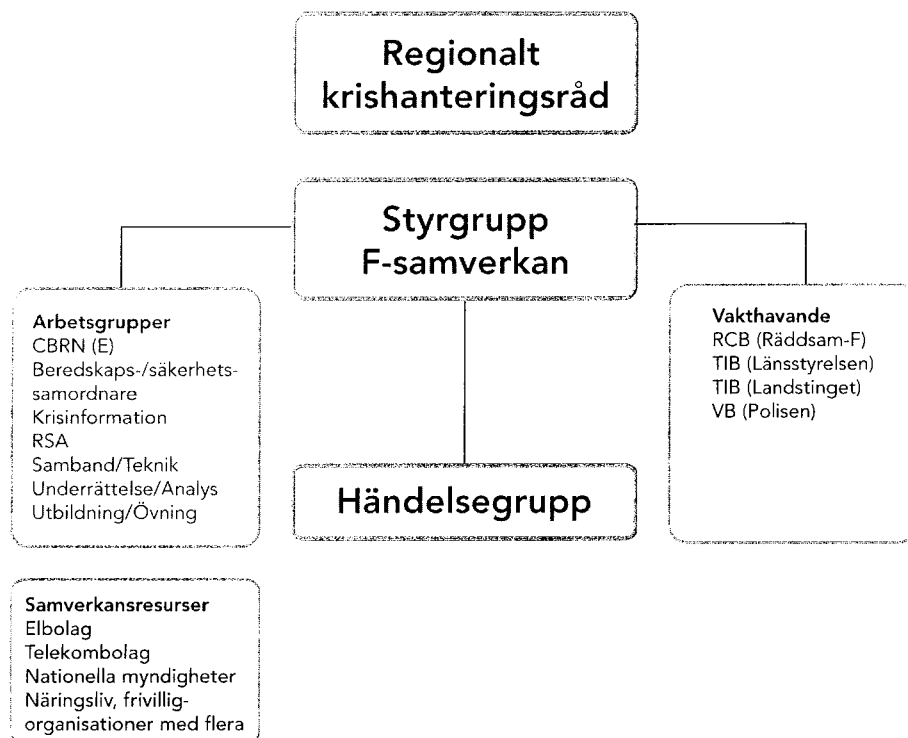 Regionalt
krishanteringsråd
Styrgrupp
F-samverkan
Arbetsgrupper
CBRN (E)
Beredskaps-/säkerhets-
samordnare
Krisinformation
RSA
Samband/Teknik
Underrättelse/Analys
Utbildning/Övning
Händelsegrupp
Vakthavande
RCB (Räddsam-F)
TIB (Länsstyrelsen)
TIB (Landstinget)
VB (Polisen)
Samverkansresurser
Elbolag
Telekombolag
Nationella myndigheter
Näringsliv, frivillig-
organisationer med flera